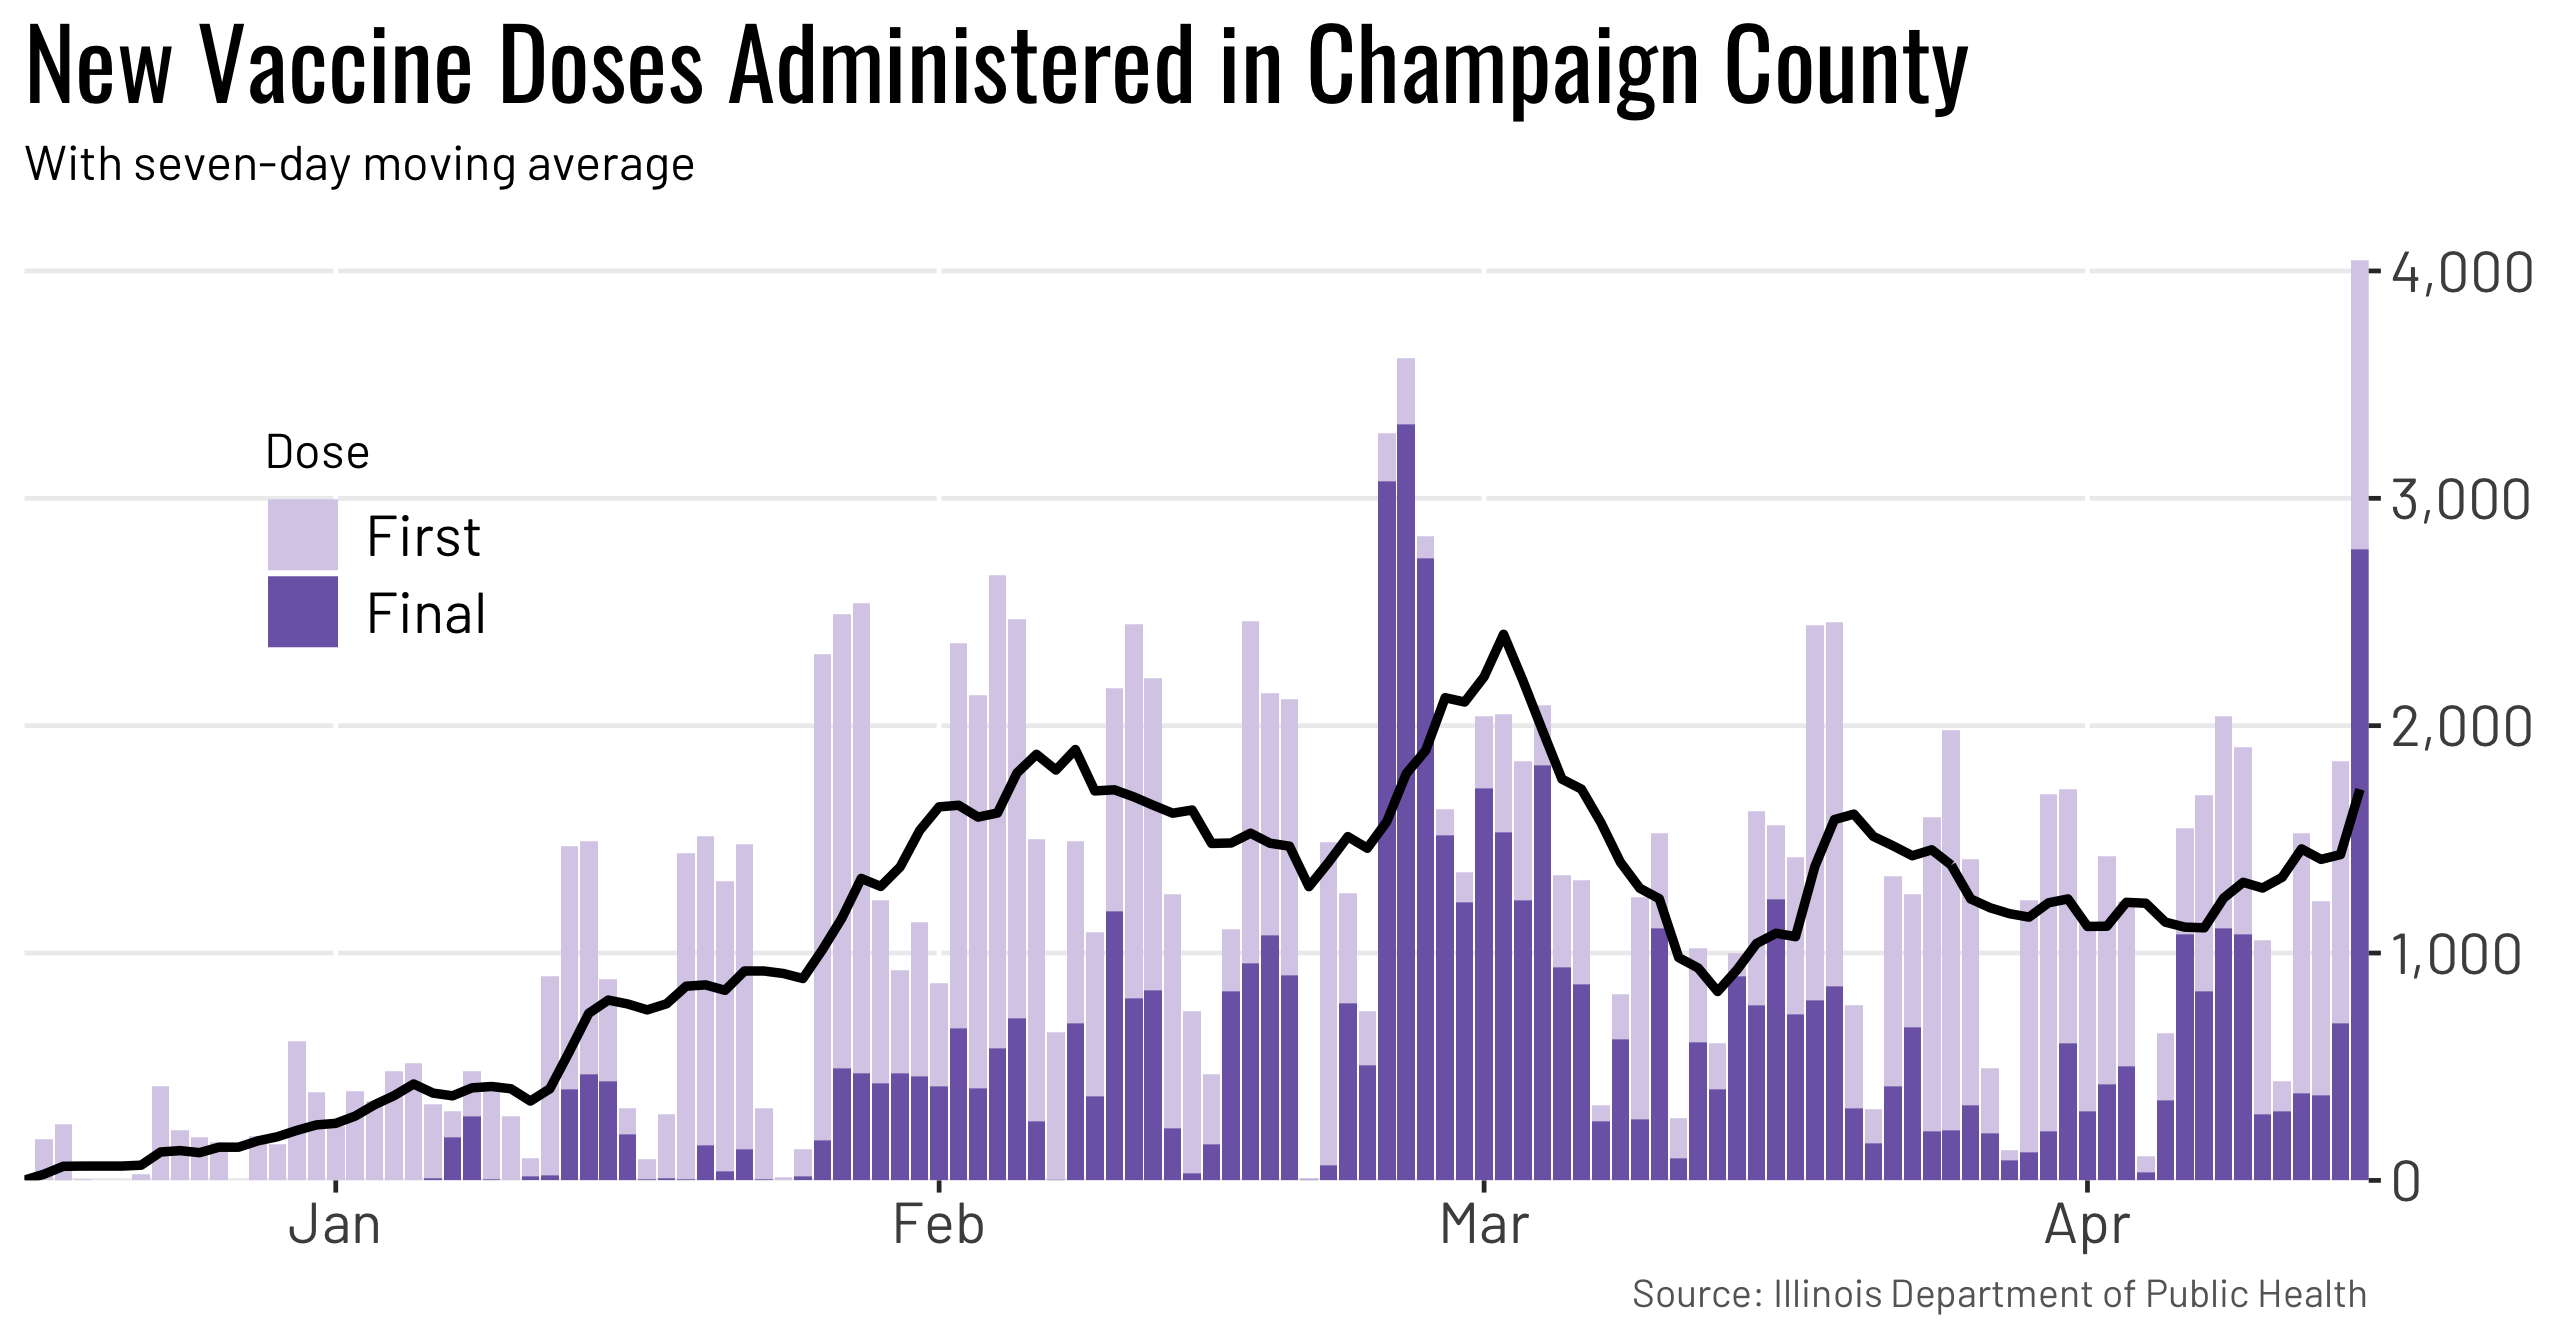 New Vaccine Doses Administered in Champaign County
With seven-day moving average
4,000
3,000
2,000
1,000
0
Dose
First
Final
Jan Feb Mar Apr
Source: Illinois Department of Public Health